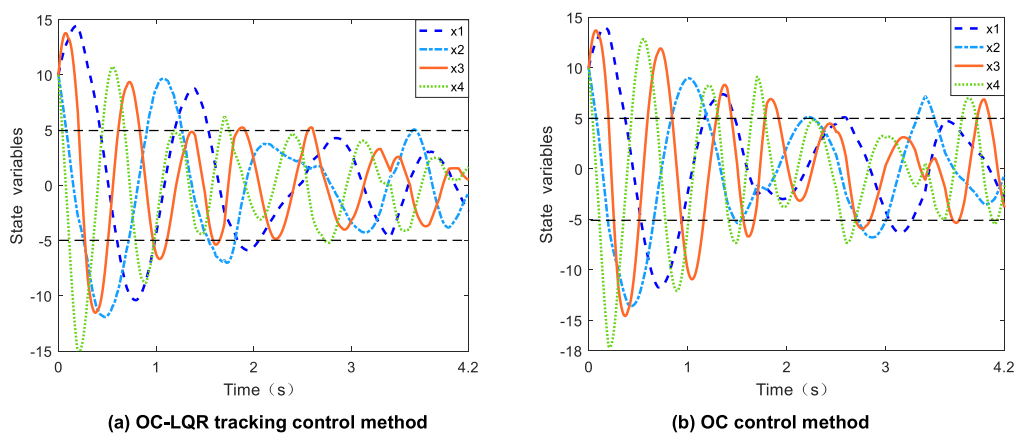 15
10
5
0
-5
-10
-15
State variables
0
1
2
3
4.2
Time（s）
x1
x2
x3
x4
(a) OC-LQR tracking control method
15
10
5
0
-5
-10
-15
-18
State variables
0
1
2
3
4.2
Time（s）
x1
x2
x3
x4
(b) OC control method